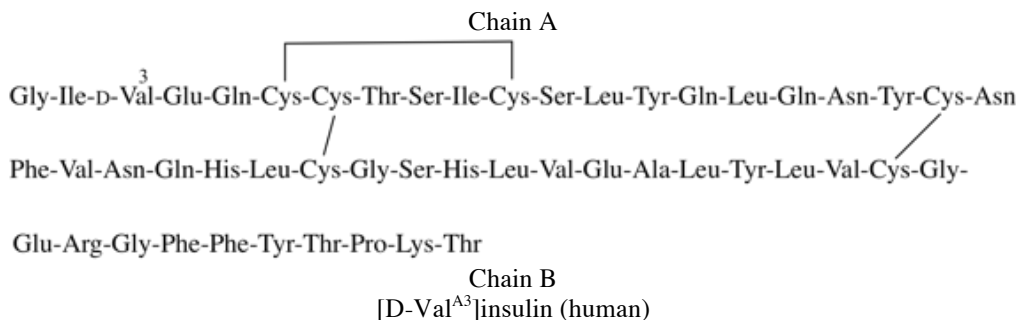 Chain A
3
Gly-Ile-D-Val-Glu-Gln-Cys-Cys-Thr-Ser-Ile-Cys-Ser-Leu-Tyr-Gln-Leu-Gln-Asn-Tyr-Cys-Asn
Phe-Val-Asn-Gln-His-Leu-Cys-Gly-Ser-His-Leu-Val-Glu-Ala-Leu-Tyr-Leu-Val-Cys-Gly-
Glu-Arg-Gly-Phe-Phe-Tyr-Thr-Pro-Lys-Thr
Chain B
[D-Val^A3]insulin (human)